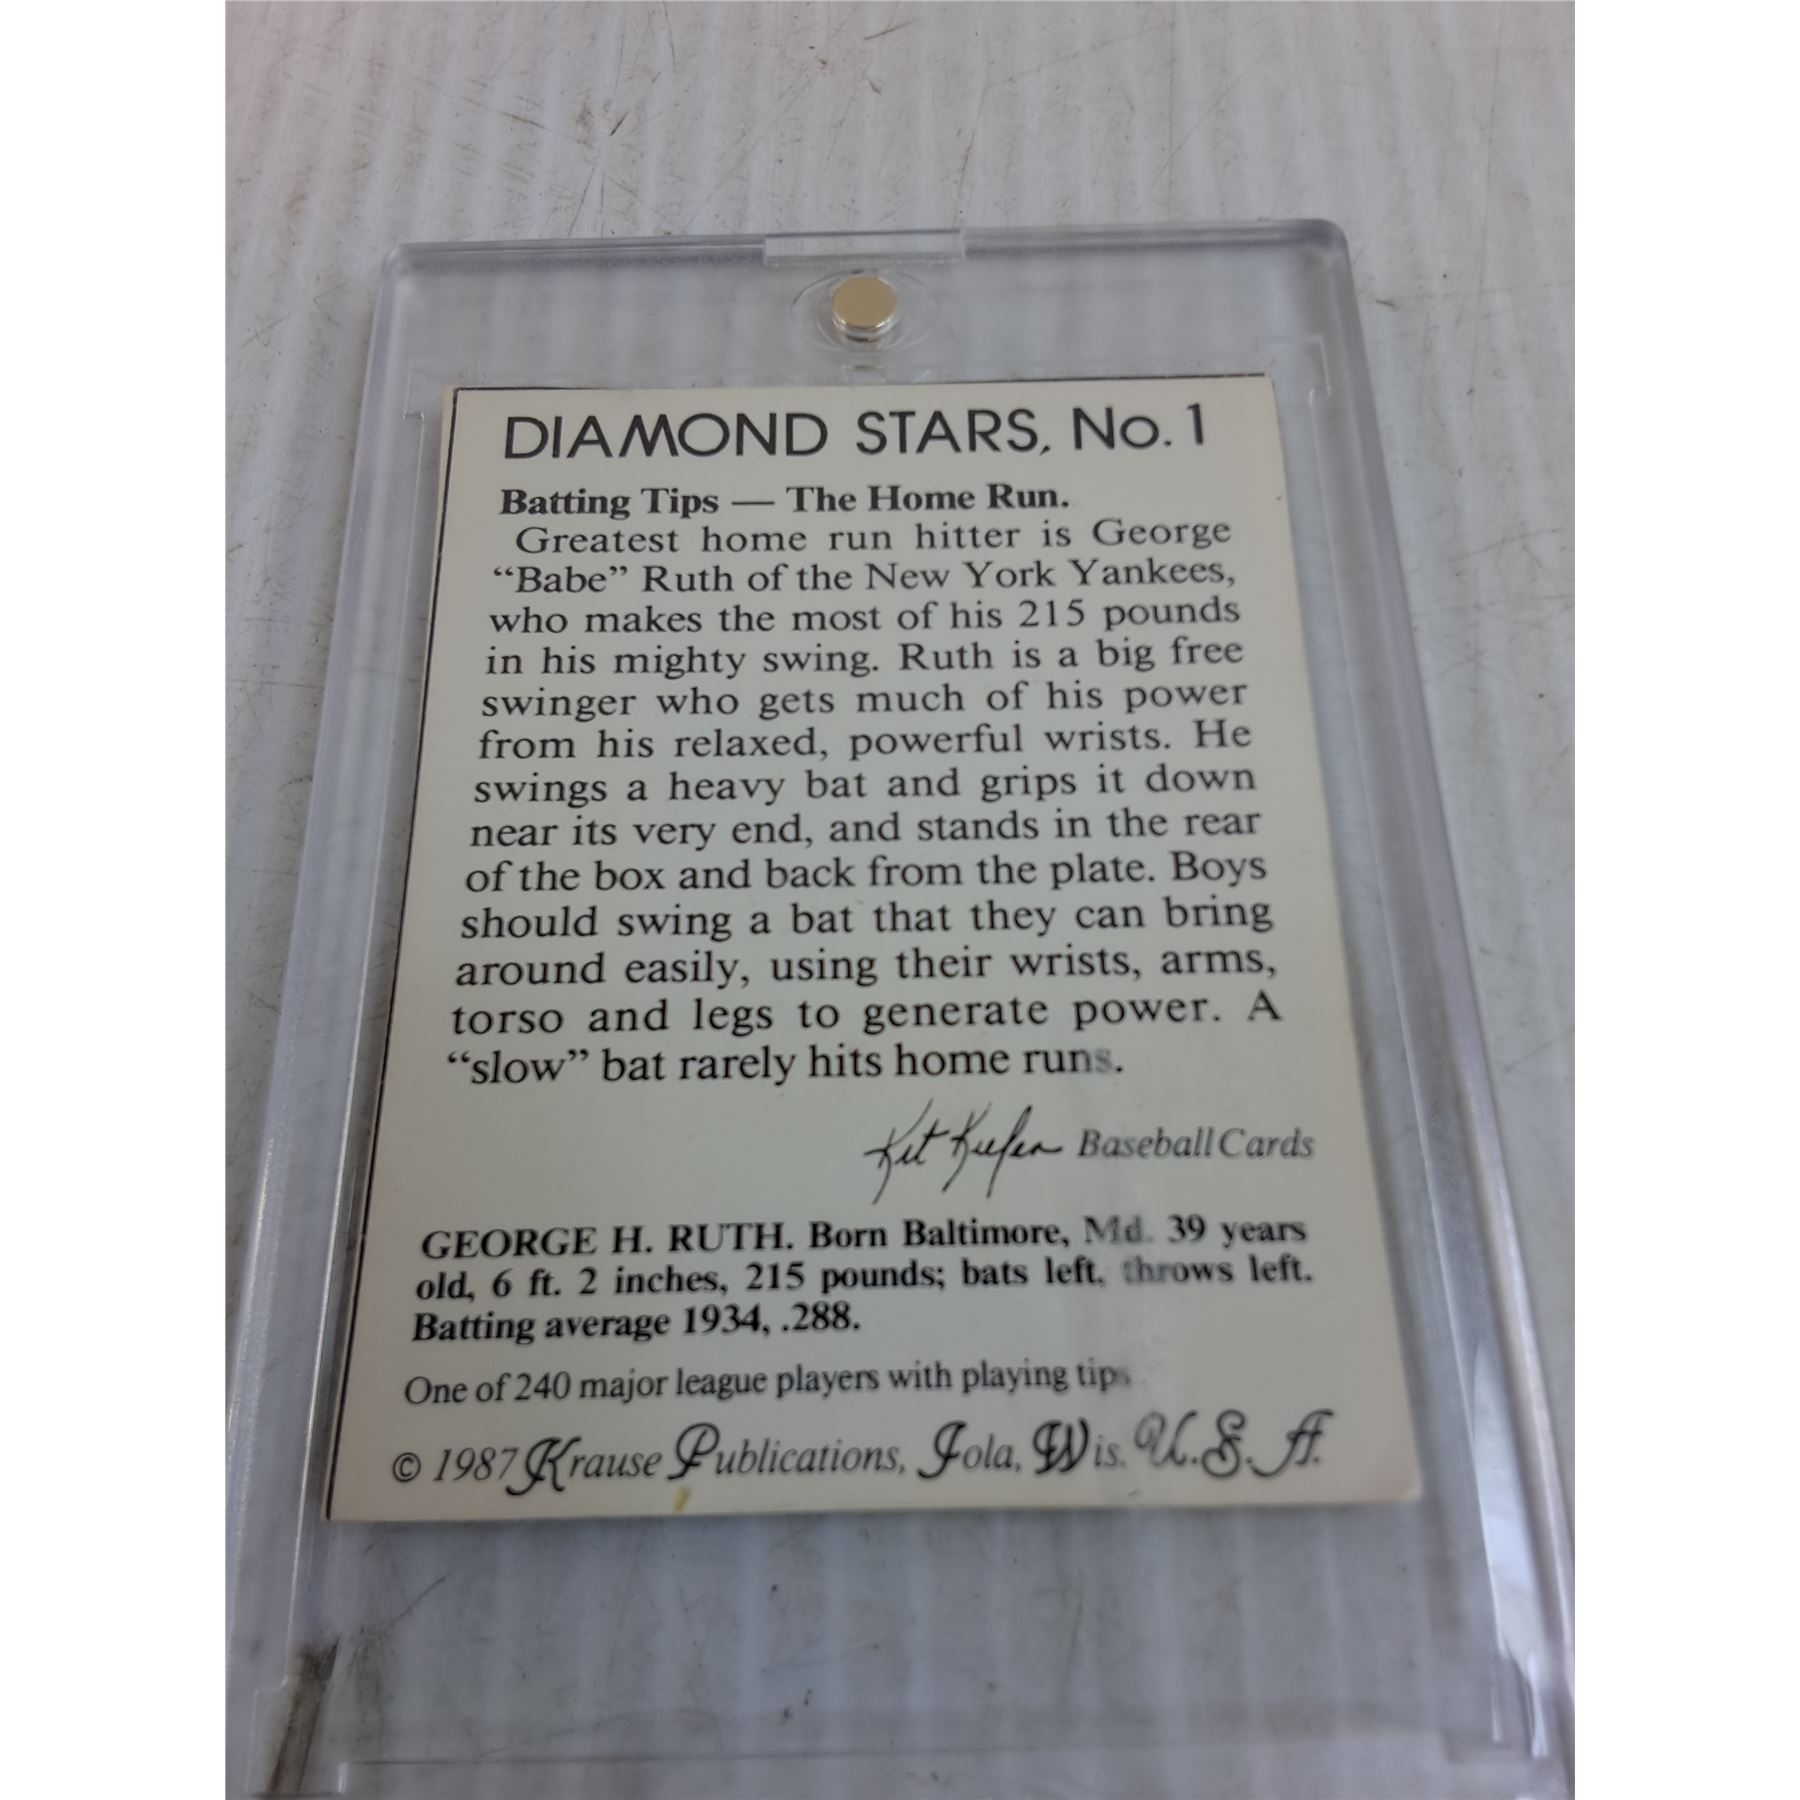 DIAMOND STARS, No. 1
Batting Tips — The Home Run.
Greatest home run hitter is George
“Babe” Ruth of the New York Yankees,
who makes the most of his 215 pounds
in his mighty swing. Ruth is a big free
swinger who gets much of his power
from his relaxed, powerful wrists. He
swings a heavy bat and grips it down
near its very end, and stands in the rear
of the box and back from the plate. Boys
should swing a bat that they can bring
around easily, using their wrists, arms,
torso and legs to generate power. A
“slow” bat rarely hits home runs.
Kit Kiefer Baseball Cards
GEORGE H. RUTH. Born Baltimore, Md. 39 years
old, 6 ft. 2 inches, 215 pounds; bats left, throws left.
Batting average 1934, .288.
One of 240 major league players with playing tips
© 1987 Krause Publications, Iola, Wis. U.S.A.